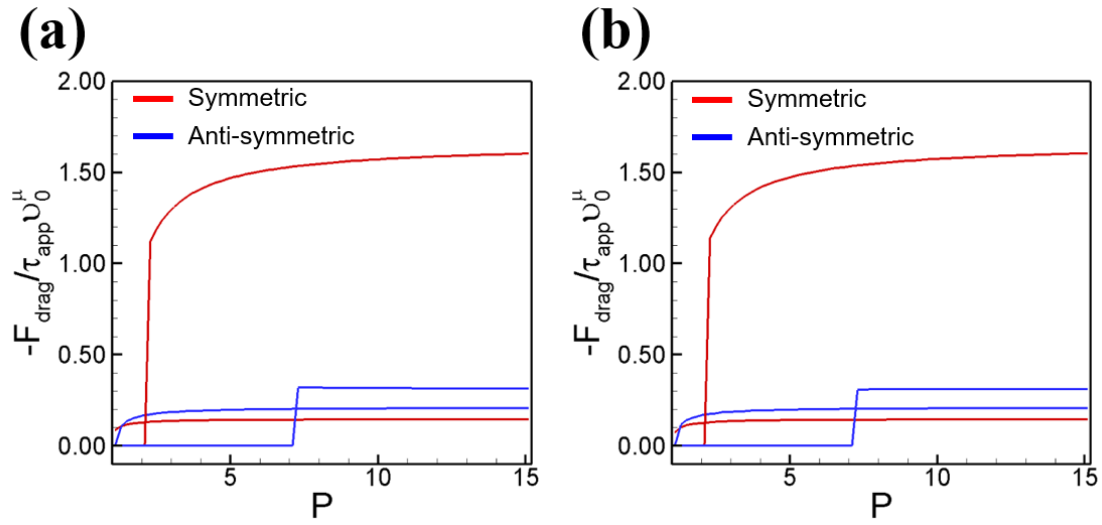 (a)
2.00
1.50
1.00
0.50
0.00
-F_drag/τ_app υ_0^μ
Symmetric
Anti-symmetric
5
10
15
P
(b)
2.00
1.50
1.00
0.50
0.00
-F_drag/τ_app υ_0^μ
Symmetric
Anti-symmetric
5
10
15
P